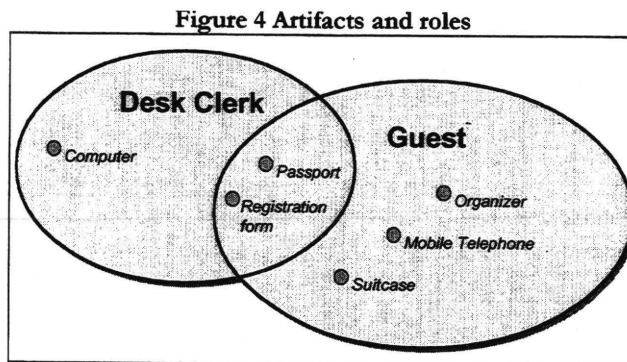 Figure 4 Artifacts and roles
Desk Clerk
Guest
Computer
Passport
Registration
form
Organizer
Mobile Telephone
Suitcase